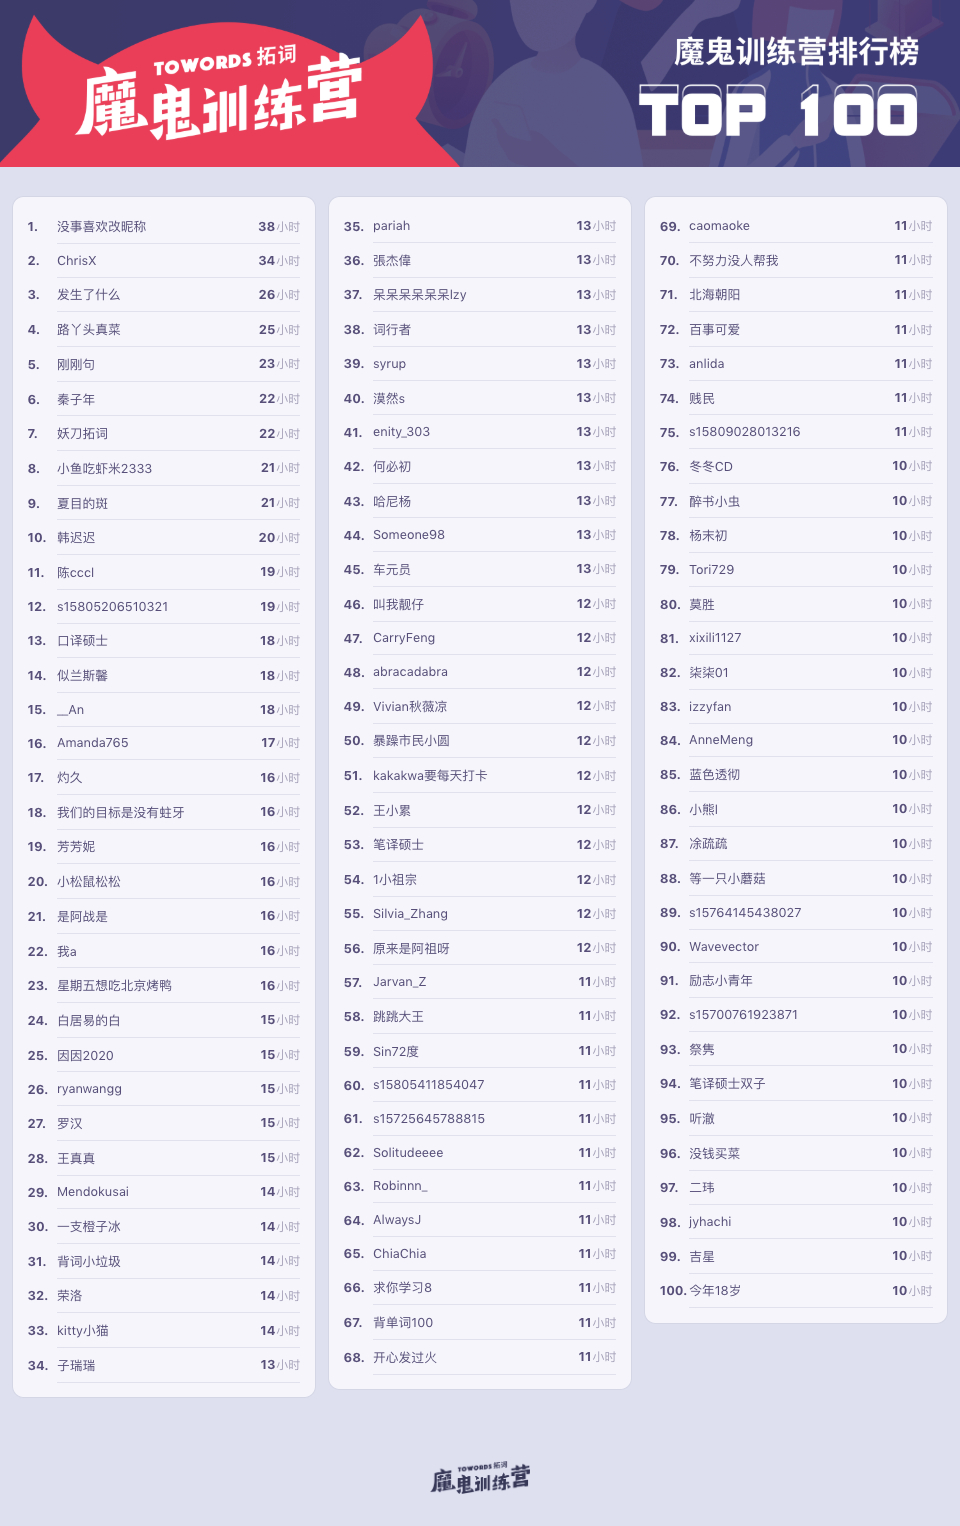 TOWORDS 拓词
魔鬼训练营
魔鬼训练营排行榜
TOP 100
1. 没事喜欢改昵称 38小时
2. ChrisX 34小时
3. 发生了什么 26小时
4. 路丫头真菜 25小时
5. 刚刚句 23小时
6. 秦子年 22小时
7. 妖刀拓词 22小时
8. 小鱼吃虾米2333 21小时
9. 夏目的斑 21小时
10. 韩迟迟 20小时
11. 陈cccl 19小时
12. s15805206510321 19小时
13. 口译硕士 18小时
14. 似兰斯馨 18小时
15. __An 18小时
16. Amanda765 17小时
17. 灼久 16小时
18. 我们的目标是没有蛀牙 16小时
19. 芳芳妮 16小时
20. 小松鼠松松 16小时
21. 是阿战是 16小时
22. 我a 16小时
23. 星期五想吃北京烤鸭 16小时
24. 白居易的白 15小时
25. 因因2020 15小时
26. ryanwangg 15小时
27. 罗汉 15小时
28. 王真真 15小时
29. Mendokusai 14小时
30. 一支橙子冰 14小时
31. 背词小垃圾 14小时
32. 荣洛 14小时
33. kitty小猫 14小时
34. 子瑞瑞 13小时
35. pariah 13小时
36. 張杰偉 13小时
37. 呆呆呆呆呆呆lzy 13小时
38. 词行者 13小时
39. syrup 13小时
40. 漠然s 13小时
41. enity_303 13小时
42. 何必初 13小时
43. 哈尼杨 13小时
44. Someone98 13小时
45. 车元员 13小时
46. 叫我靓仔 12小时
47. CarryFeng 12小时
48. abracadabra 12小时
49. Vivian秋薇凉 12小时
50. 暴躁市民小圆 12小时
51. kakakwa要每天打卡 12小时
52. 王小累 12小时
53. 笔译硕士 12小时
54. 1小祖宗 12小时
55. Silvia_Zhang 12小时
56. 原来是阿祖呀 12小时
57. Jarvan_Z 11小时
58. 跳跳大王 11小时
59. Sin72度 11小时
60. s15805411854047 11小时
61. s15725645788815 11小时
62. Solitudeeee 11小时
63. Robinnn_ 11小时
64. AlwaysJ 11小时
65. ChiaChia 11小时
66. 求你学习8 11小时
67. 背单词100 11小时
68. 开心发过火 11小时
69. caomaoke 11小时
70. 不努力没人帮我 11小时
71. 北海朝阳 11小时
72. 百事可爱 11小时
73. anlida 11小时
74. 贱民 11小时
75. s15809028013216 11小时
76. 冬冬CD 10小时
77. 醉书小虫 10小时
78. 杨末初 10小时
79. Tori729 10小时
80. 莫胜 10小时
81. xixili1127 10小时
82. 柒柒01 10小时
83. izzyfan 10小时
84. AnneMeng 10小时
85. 蓝色透彻 10小时
86. 小熊l 10小时
87. 凃疏疏 10小时
88. 等一只小蘑菇 10小时
89. s15764145438027 10小时
90. Wavevector 10小时
91. 励志小青年 10小时
92. s15700761923871 10小时
93. 祭隽 10小时
94. 笔译硕士双子 10小时
95. 听澈 10小时
96. 没钱买菜 10小时
97. 二玮 10小时
98. jyhachi 10小时
99. 吉星 10小时
100. 今年18岁 10小时
TOWORDS 拓词
魔鬼训练营